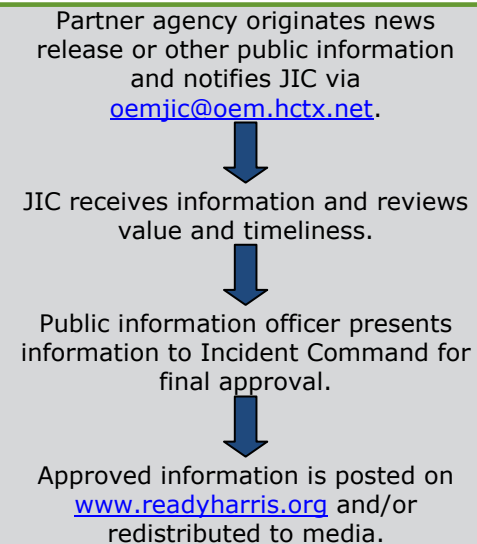 Partner agency originates news
release or other public information
and notifies JIC via
oemjic@oem.hctx.net.
JIC receives information and reviews
value and timeliness.
Public information officer presents
information to Incident Command for
final approval.
Approved information is posted on
www.readyharris.org and/or
redistributed to media.